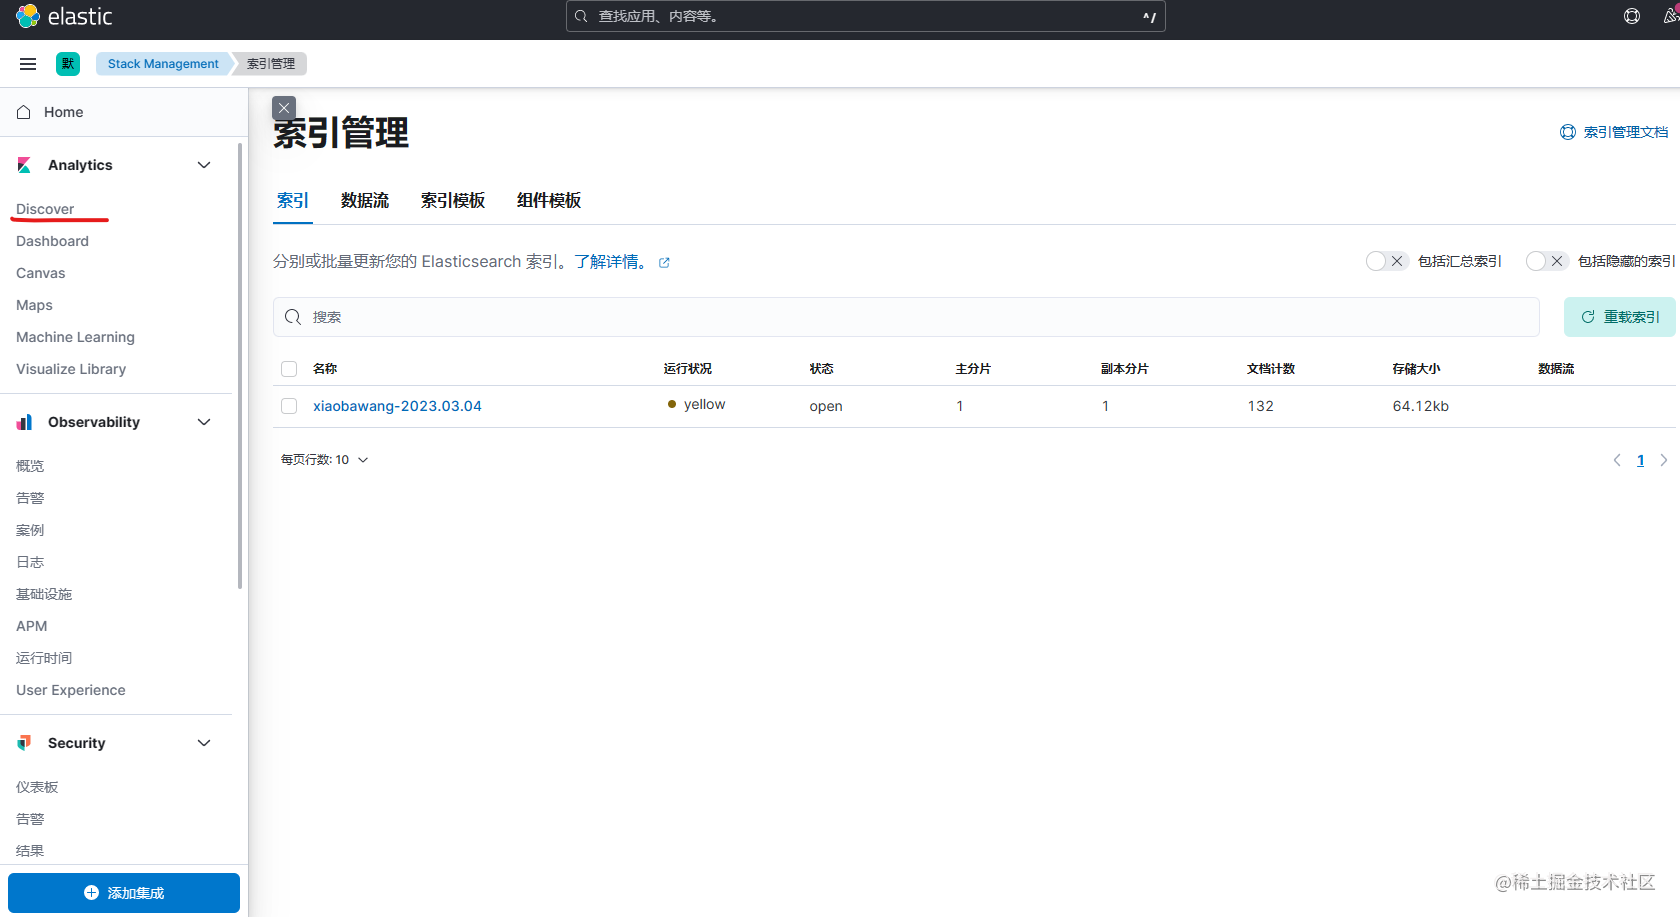 elastic
查找应用、内容等。
^/
默
Stack Management
索引管理
Home
Analytics
Discover
Dashboard
Canvas
Maps
Machine Learning
Visualize Library
Observability
概览
告警
案例
日志
基础设施
APM
运行时间
User Experience
Security
仪表板
告警
结果
添加集成
索引管理
索引管理文档
索引 数据流 索引模板 组件模板
分别或批量更新您的 Elasticsearch 索引。了解详情。
包括汇总索引 包括隐藏的索引
搜索
重载索引
名称 运行状况 状态 主分片 副本分片 文档计数 存储大小 数据流
xiaobawang-2023.03.04 yellow open 1 1 132 64.12kb
每页行数: 10
1
@稀土掘金技术社区